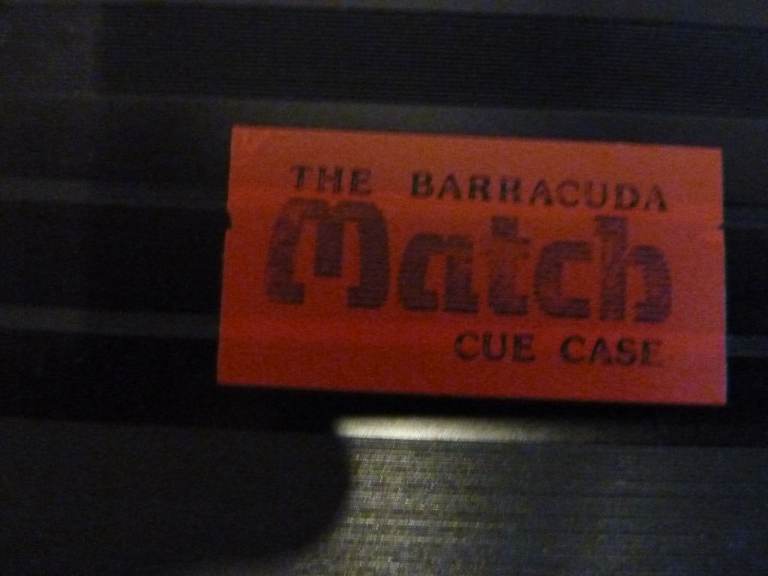 THE BARRACUDA
Match
CUE CASE